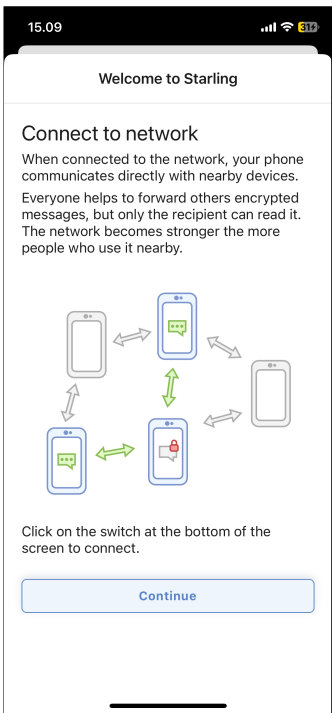 15.09
31
Welcome to Starling
Connect to network
When connected to the network, your phone
communicates directly with nearby devices.
Everyone helps to forward others encrypted
messages, but only the recipient can read it.
The network becomes stronger the more
people who use it nearby.
Click on the switch at the bottom of the
screen to connect.
Continue